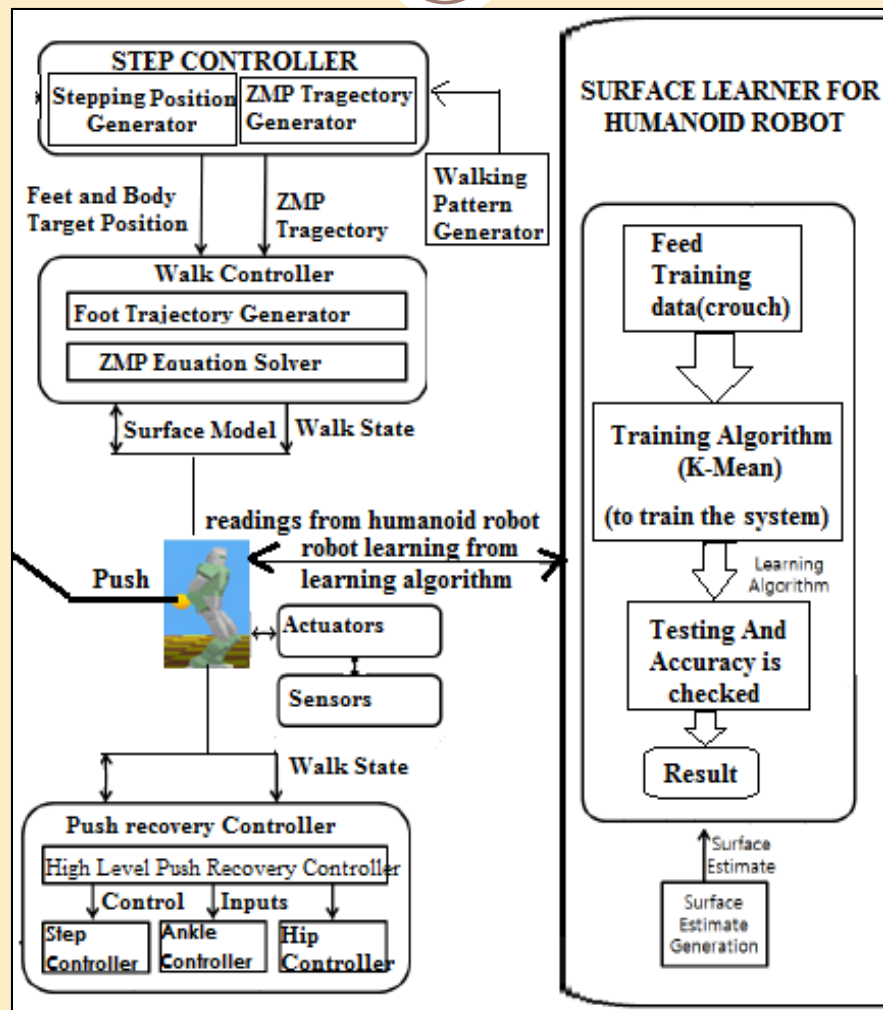 STEP CONTROLLER
Stepping Position
Generator
ZMP Tragectory
Generator
Feet and Body
Target Position
ZMP
Tragectory
Walking
Pattern
Generator
Walk Controller
Foot Trajectory Generator
ZMP Equation Solver
Surface Model
Walk State
readings from humanoid robot
robot learning from
learning algorithm
Push
Actuators
Sensors
Walk State
Push recovery Controller
High Level Push Recovery Controller
Control
Inputs
Step
Controller
Ankle
Controller
Hip
Controller
SURFACE LEARNER FOR
HUMANOID ROBOT
Feed
Training
data(crouch)
Training Algorithm
(K-Mean)
(to train the system)
Learning
Algorithm
Testing And
Accuracy is
checked
Result
Surface
Estimate
Surface
Estimate
Generation